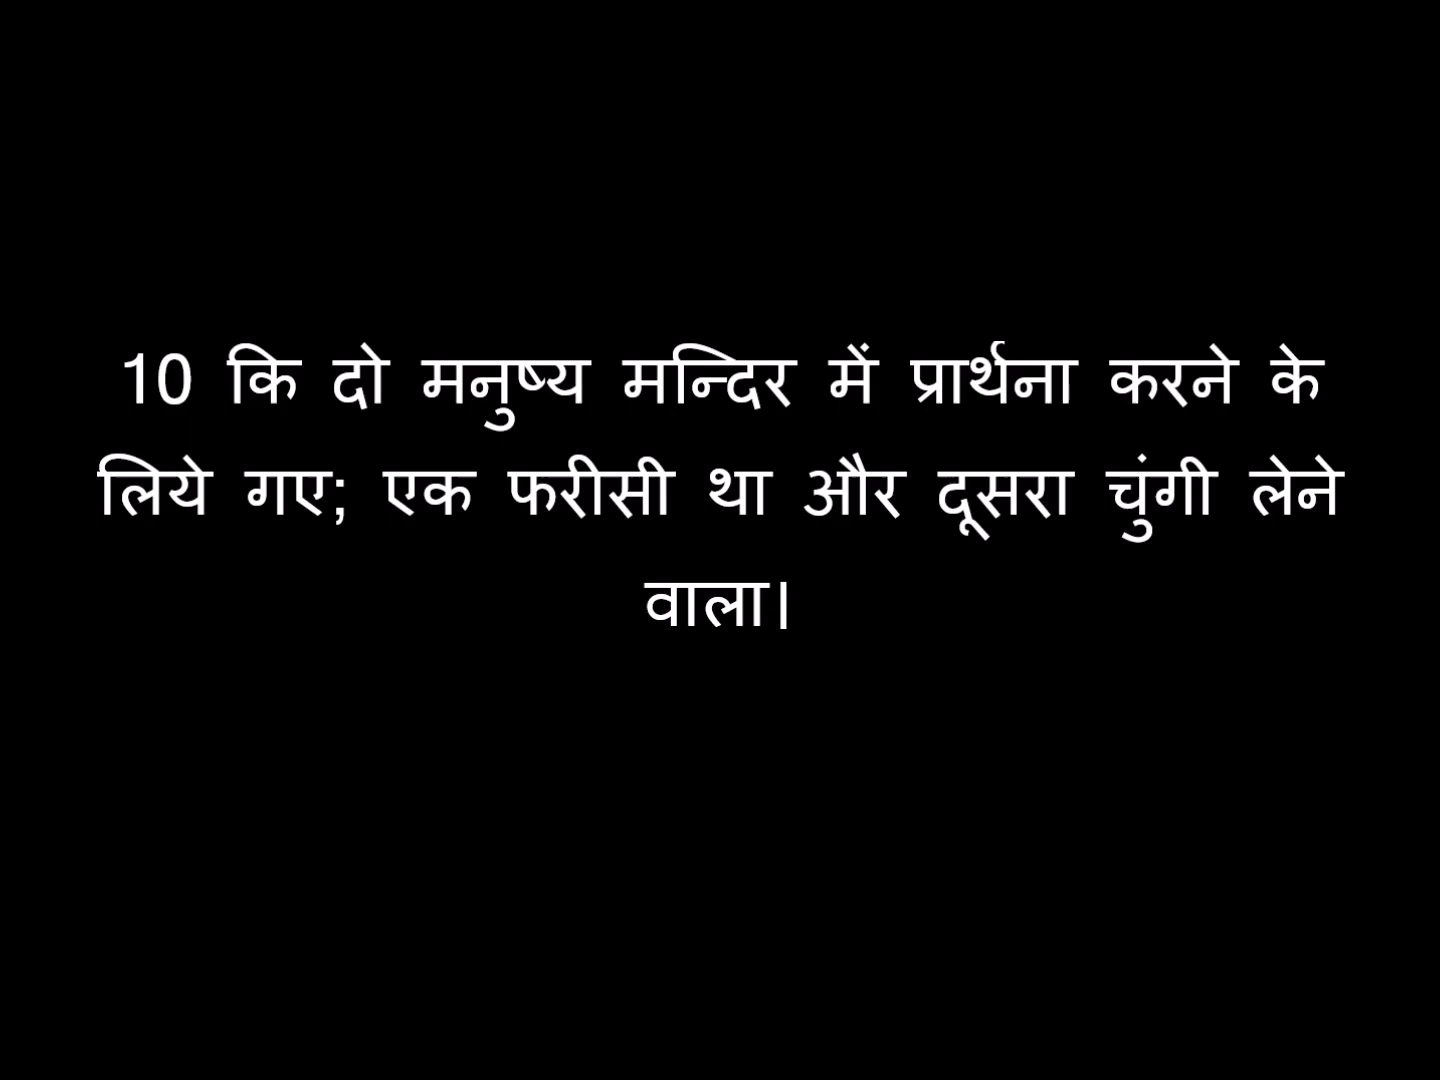 10 कि दो मनुष्य मन्दिर में प्रार्थना करने के
लिये गए; एक फरीसी था और दूसरा चुंगी लेने
वाला।